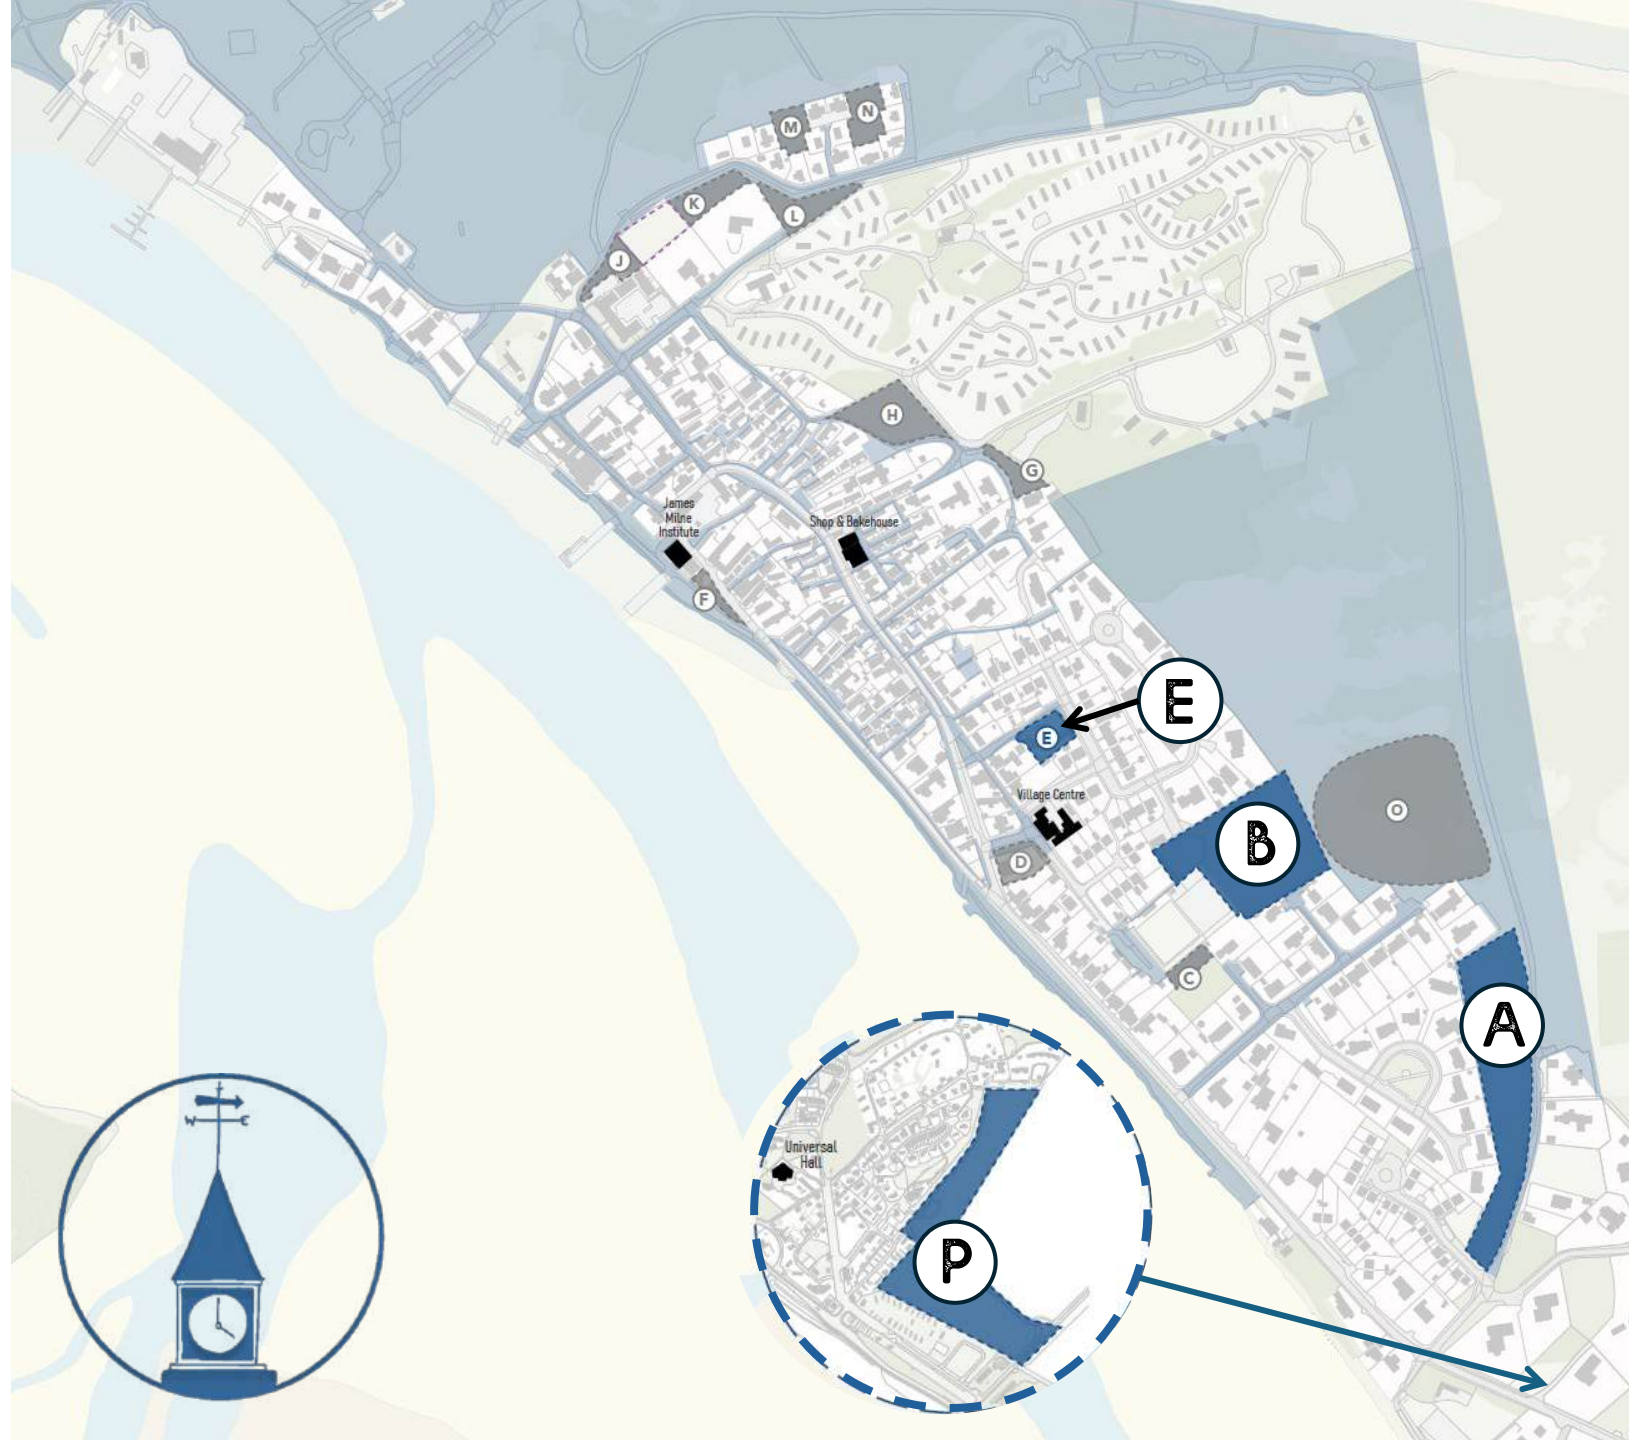 M
N
K
L
J
H
G
James
Milne
Institute
Shop & Bakehouse
F
E
E
Village Centre
O
B
D
C
A
Universal
Hall
P
W E